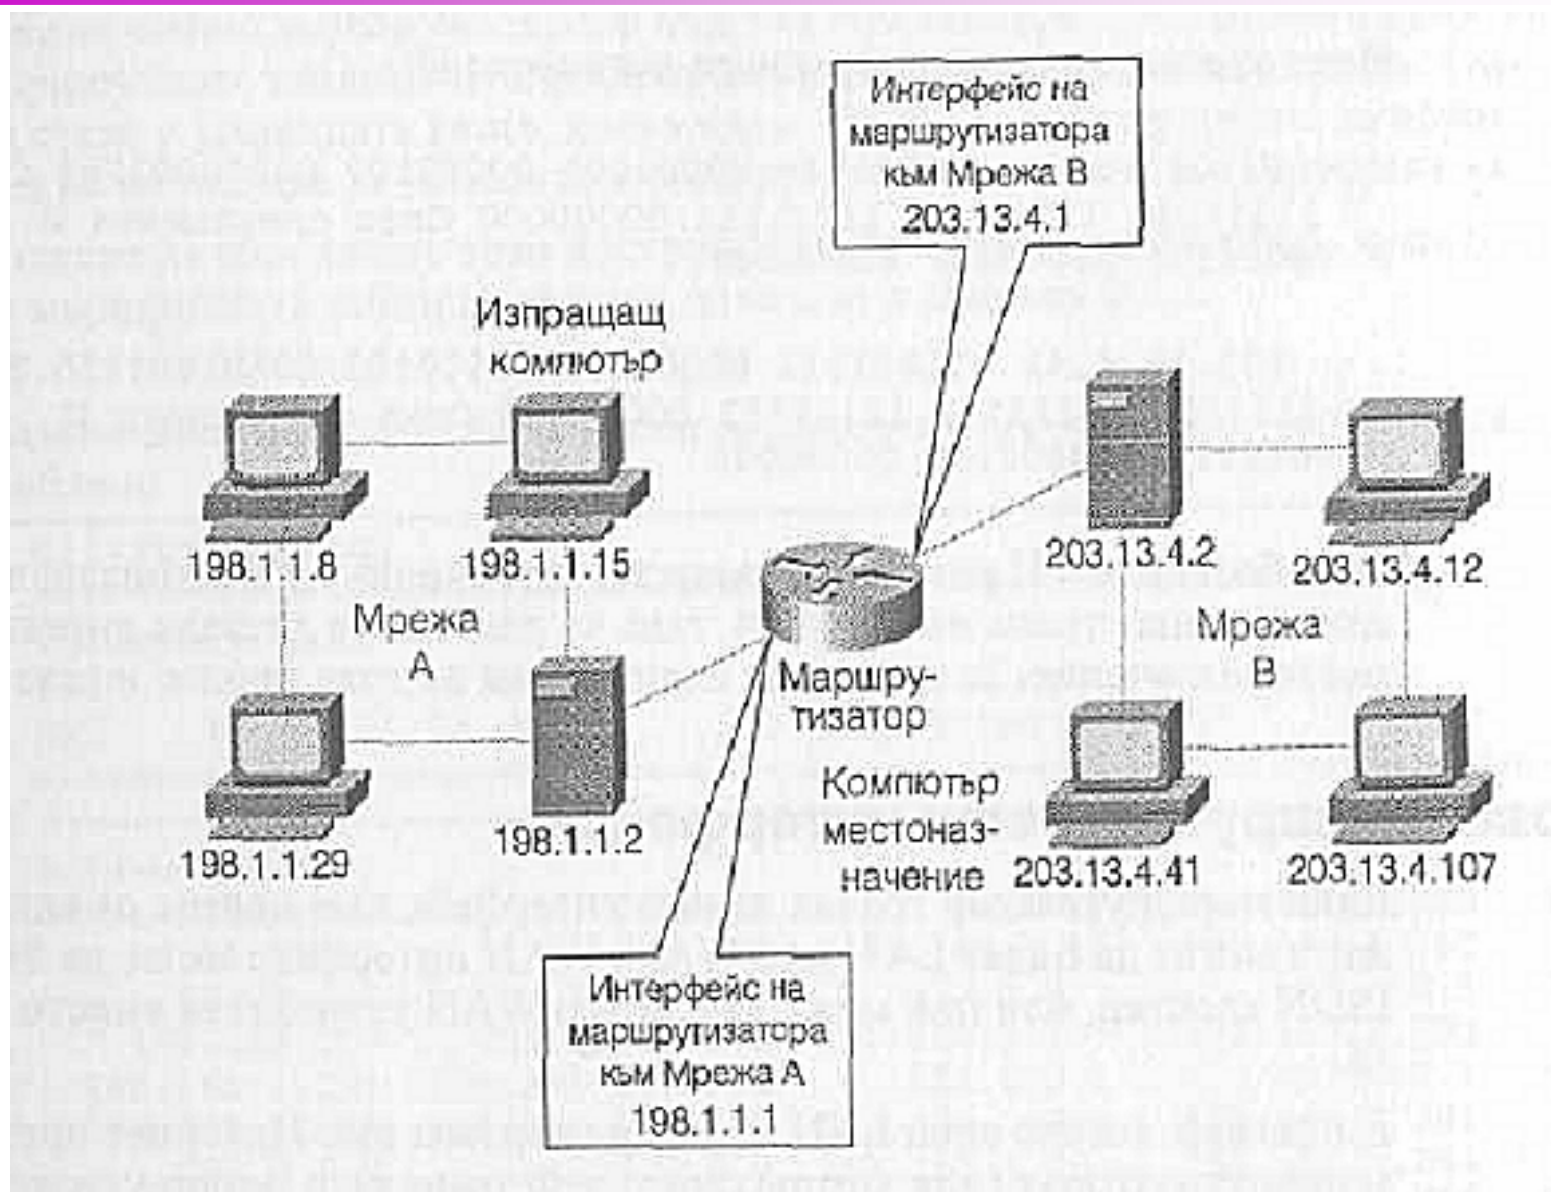 Интерфейс на
маршрутизатора
към Мрежа B
203.13.4.1
Изпращащ
компютър
198.1.1.8
198.1.1.15
203.13.4.2
203.13.4.12
Мрежа
A
Мрежа
B
Маршру-
тизатор
198.1.1.29
198.1.1.2
Компютър
местоназ-
начение
203.13.4.41
203.13.4.107
Интерфейс на
маршрутизатора
към Мрежа A
198.1.1.1